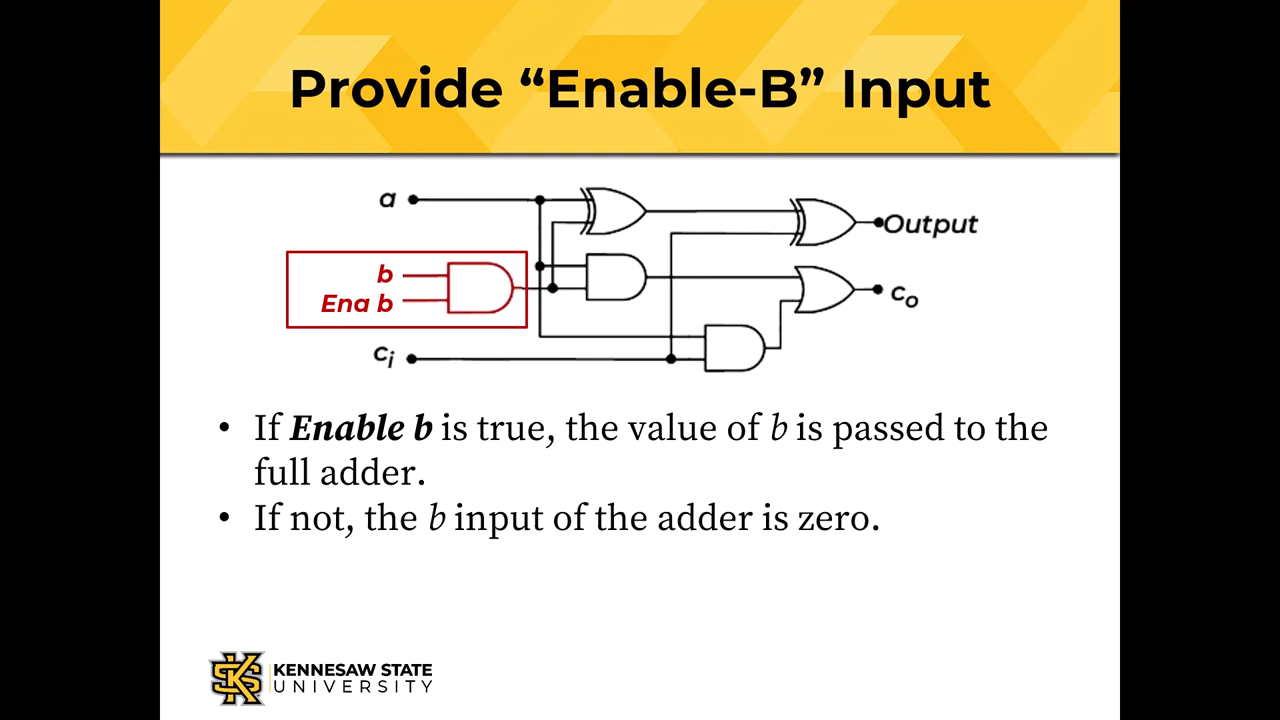 Provide “Enable-B” Input
a
Output
b
Ena b
co
ci
• If Enable b is true, the value of b is passed to the
full adder.
• If not, the b input of the adder is zero.
KENNESAW STATE
UNIVERSITY